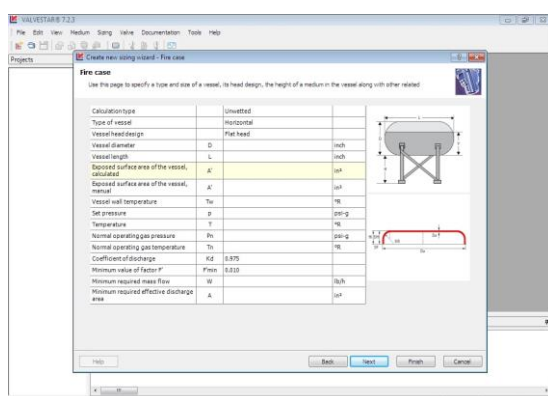 VALVESTAR® 7.2.3
File Edit View Medium Sizing Valve Documentation Tools Help
Projects
Create new sizing wizard - Fire case
Fire case
Use this page to specify a type and size of a vessel, its head design, the height of a medium in the vessel along with other related
Calculation type Unwetted
Type of vessel Horizontal
Vessel head design Flat head
Vessel diameter D inch
Vessel length L inch
Exposed surface area of the vessel, calculated A' in²
Exposed surface area of the vessel, manual A' in²
Vessel wall temperature Tw °R
Set pressure p psi-g
Temperature T °R
Normal operating gas pressure Pn psi-g
Normal operating gas temperature Tn °R
Coefficient of discharge Kd 0.975
Minimum value of factor F' F'min 0.010
Minimum required mass flow W lb/h
Minimum required effective discharge area A in²
L
Help Back Next Finish Cancel